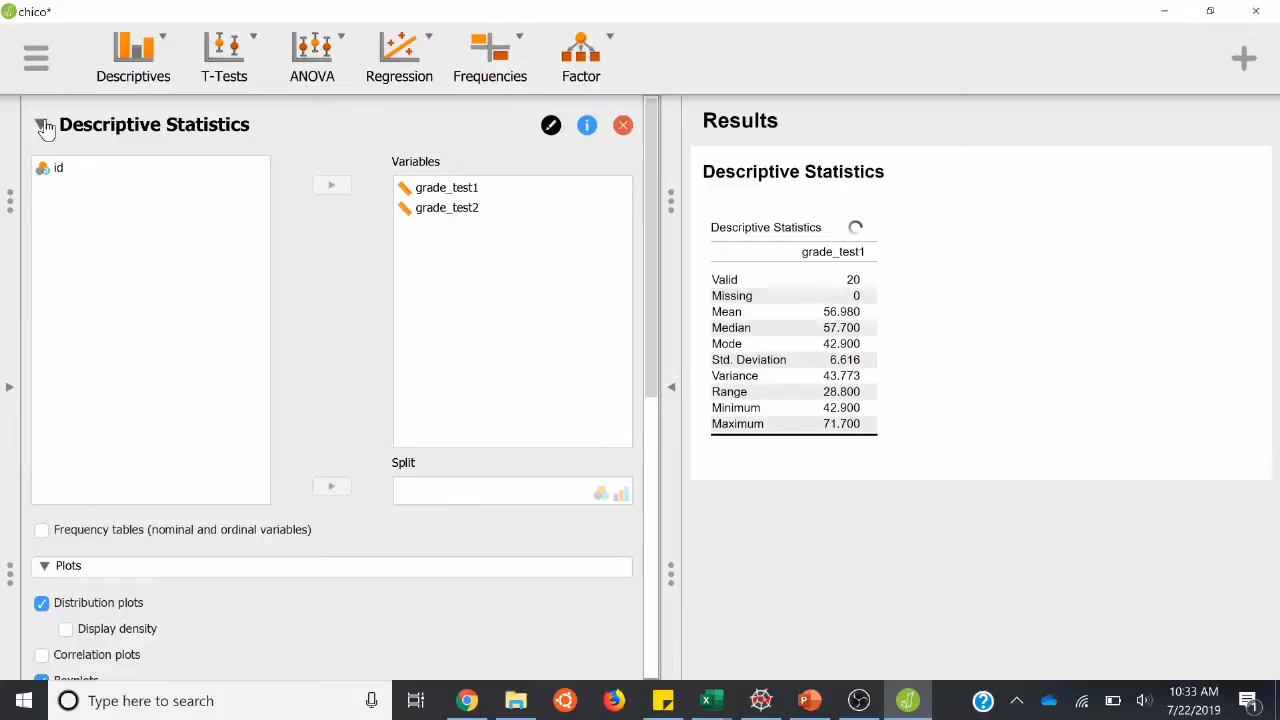 chico*
Descriptives
T-Tests
ANOVA
Regression
Frequencies
Factor
Descriptive Statistics
id
Variables
grade_test1
grade_test2
Split
Frequency tables (nominal and ordinal variables)
Plots
Distribution plots
Display density
Correlation plots
Boxplots
Results
Descriptive Statistics
Descriptive Statistics
grade_test1
Valid 20
Missing 0
Mean 56.980
Median 57.700
Mode 42.900
Std. Deviation 6.616
Variance 43.773
Range 28.800
Minimum 42.900
Maximum 71.700
Type here to search
10:33 AM
7/22/2019